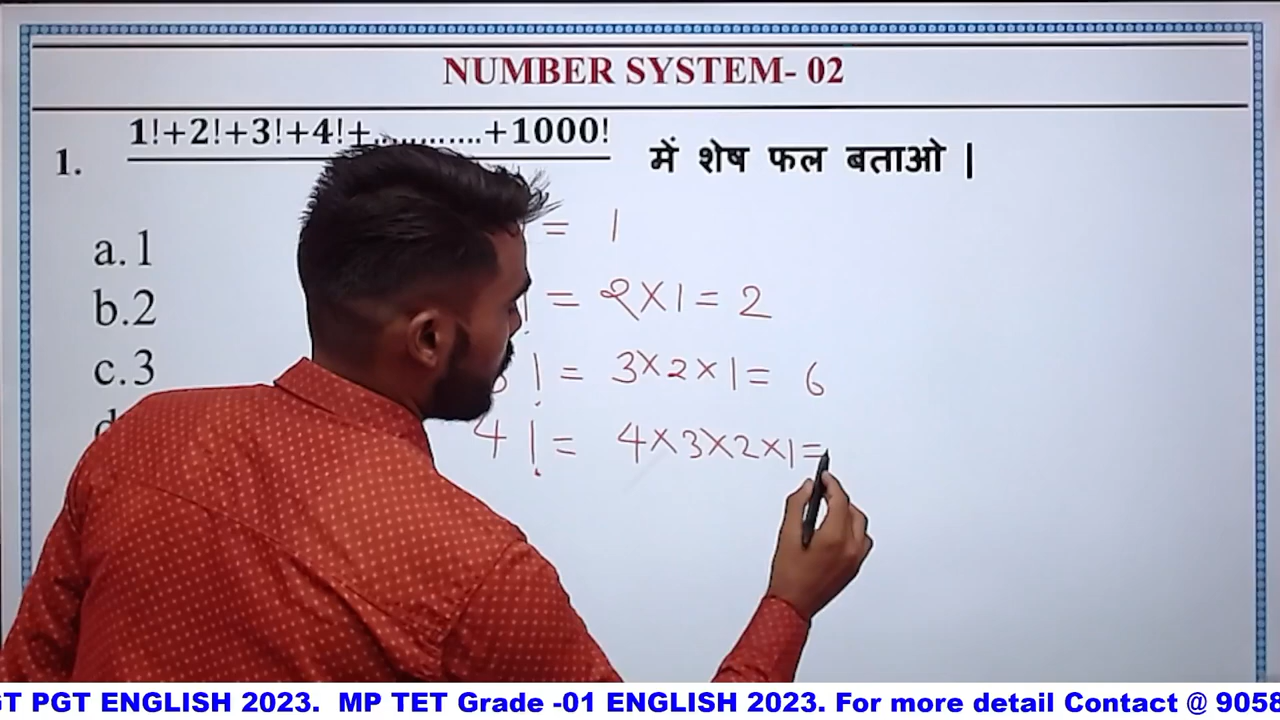 NUMBER SYSTEM- 02
1. 1!+2!+3!+4!+............+1000! में शेष फल बताओ |
= 1
a. 1
! = 2×1 = 2
b. 2
3! = 3×2×1 = 6
c. 3
4! = 4×3×2×1 =
GT PGT ENGLISH 2023. MP TET Grade -01 ENGLISH 2023. For more detail Contact @ 9058